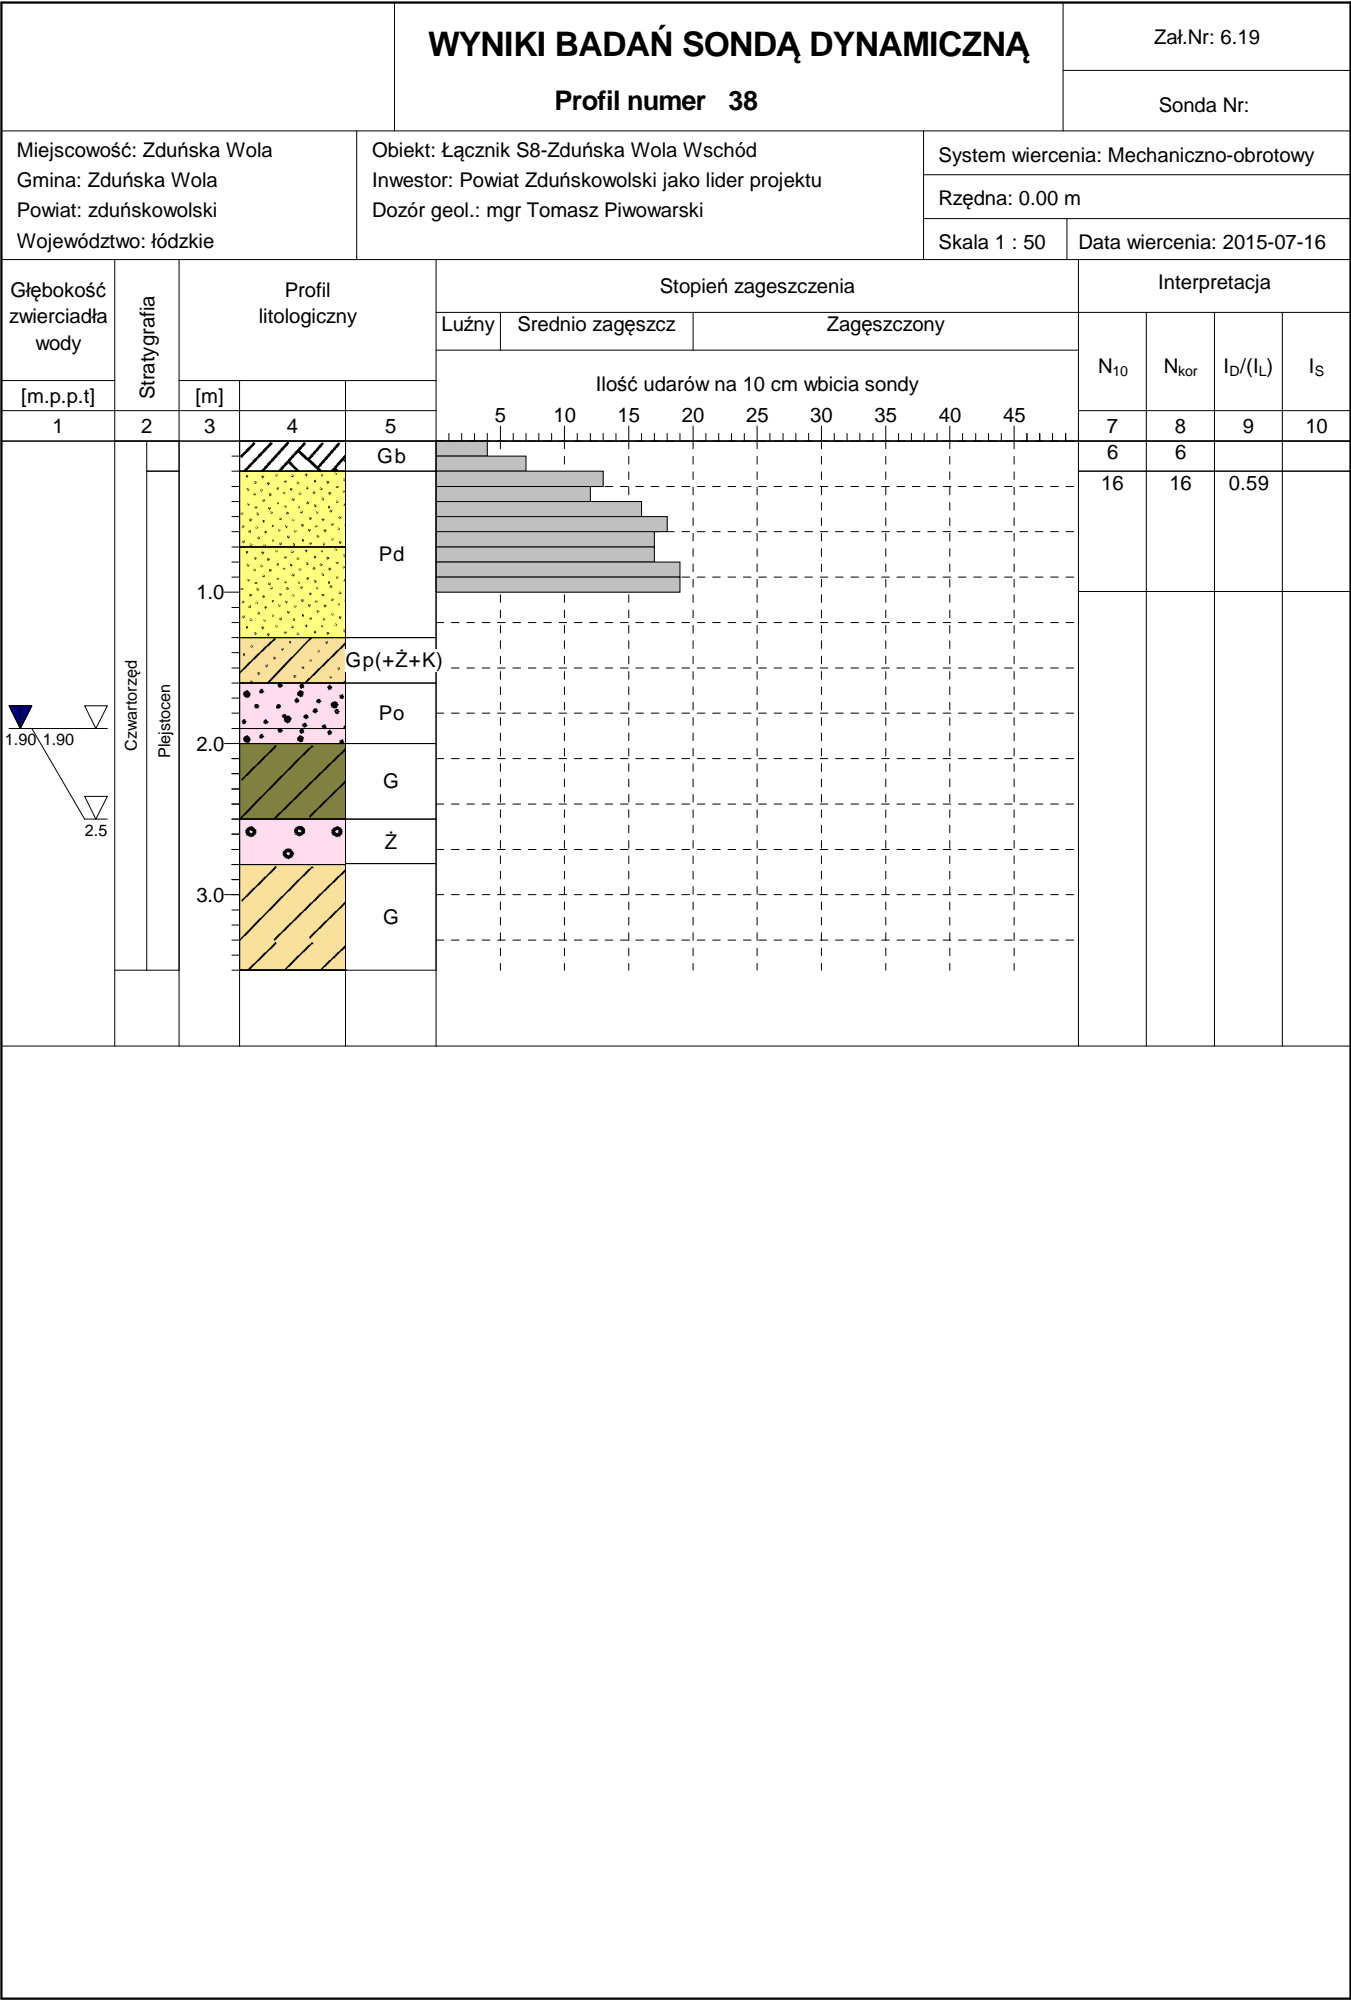 WYNIKI BADAŃ SONDĄ DYNAMICZNĄ
Profil numer 38
Zał.Nr: 6.19
Sonda Nr:
Miejscowość: Zduńska Wola
Gmina: Zduńska Wola
Powiat: zduńskowolski
Województwo: łódzkie
Obiekt: Łącznik S8-Zduńska Wola Wschód
Inwestor: Powiat Zduńskowolski jako lider projektu
Dozór geol.: mgr Tomasz Piwowarski
System wiercenia: Mechaniczno-obrotowy
Rzędna: 0.00 m
Skala 1 : 50
Data wiercenia: 2015-07-16
Głębokość
zwierciadła
wody
[m.p.p.t]
Stratygrafia
Profil
litologiczny
[m]
Stopień zageszczenia
Luźny
Srednio zagęszcz
Zagęszczony
Ilość udarów na 10 cm wbicia sondy
5 10 15 20 25 30 35 40 45
Interpretacja
N10
Nkor
ID/(IL)
IS
1 2 3 4 5 7 8 9 10
Gb
6 6
Pd
16 16 0.59
1.0
Gp(+Ż+K)
Po
1.90 1.90
2.0
Czwartorzęd
Plejstocen
G
2.5
Ż
3.0
G